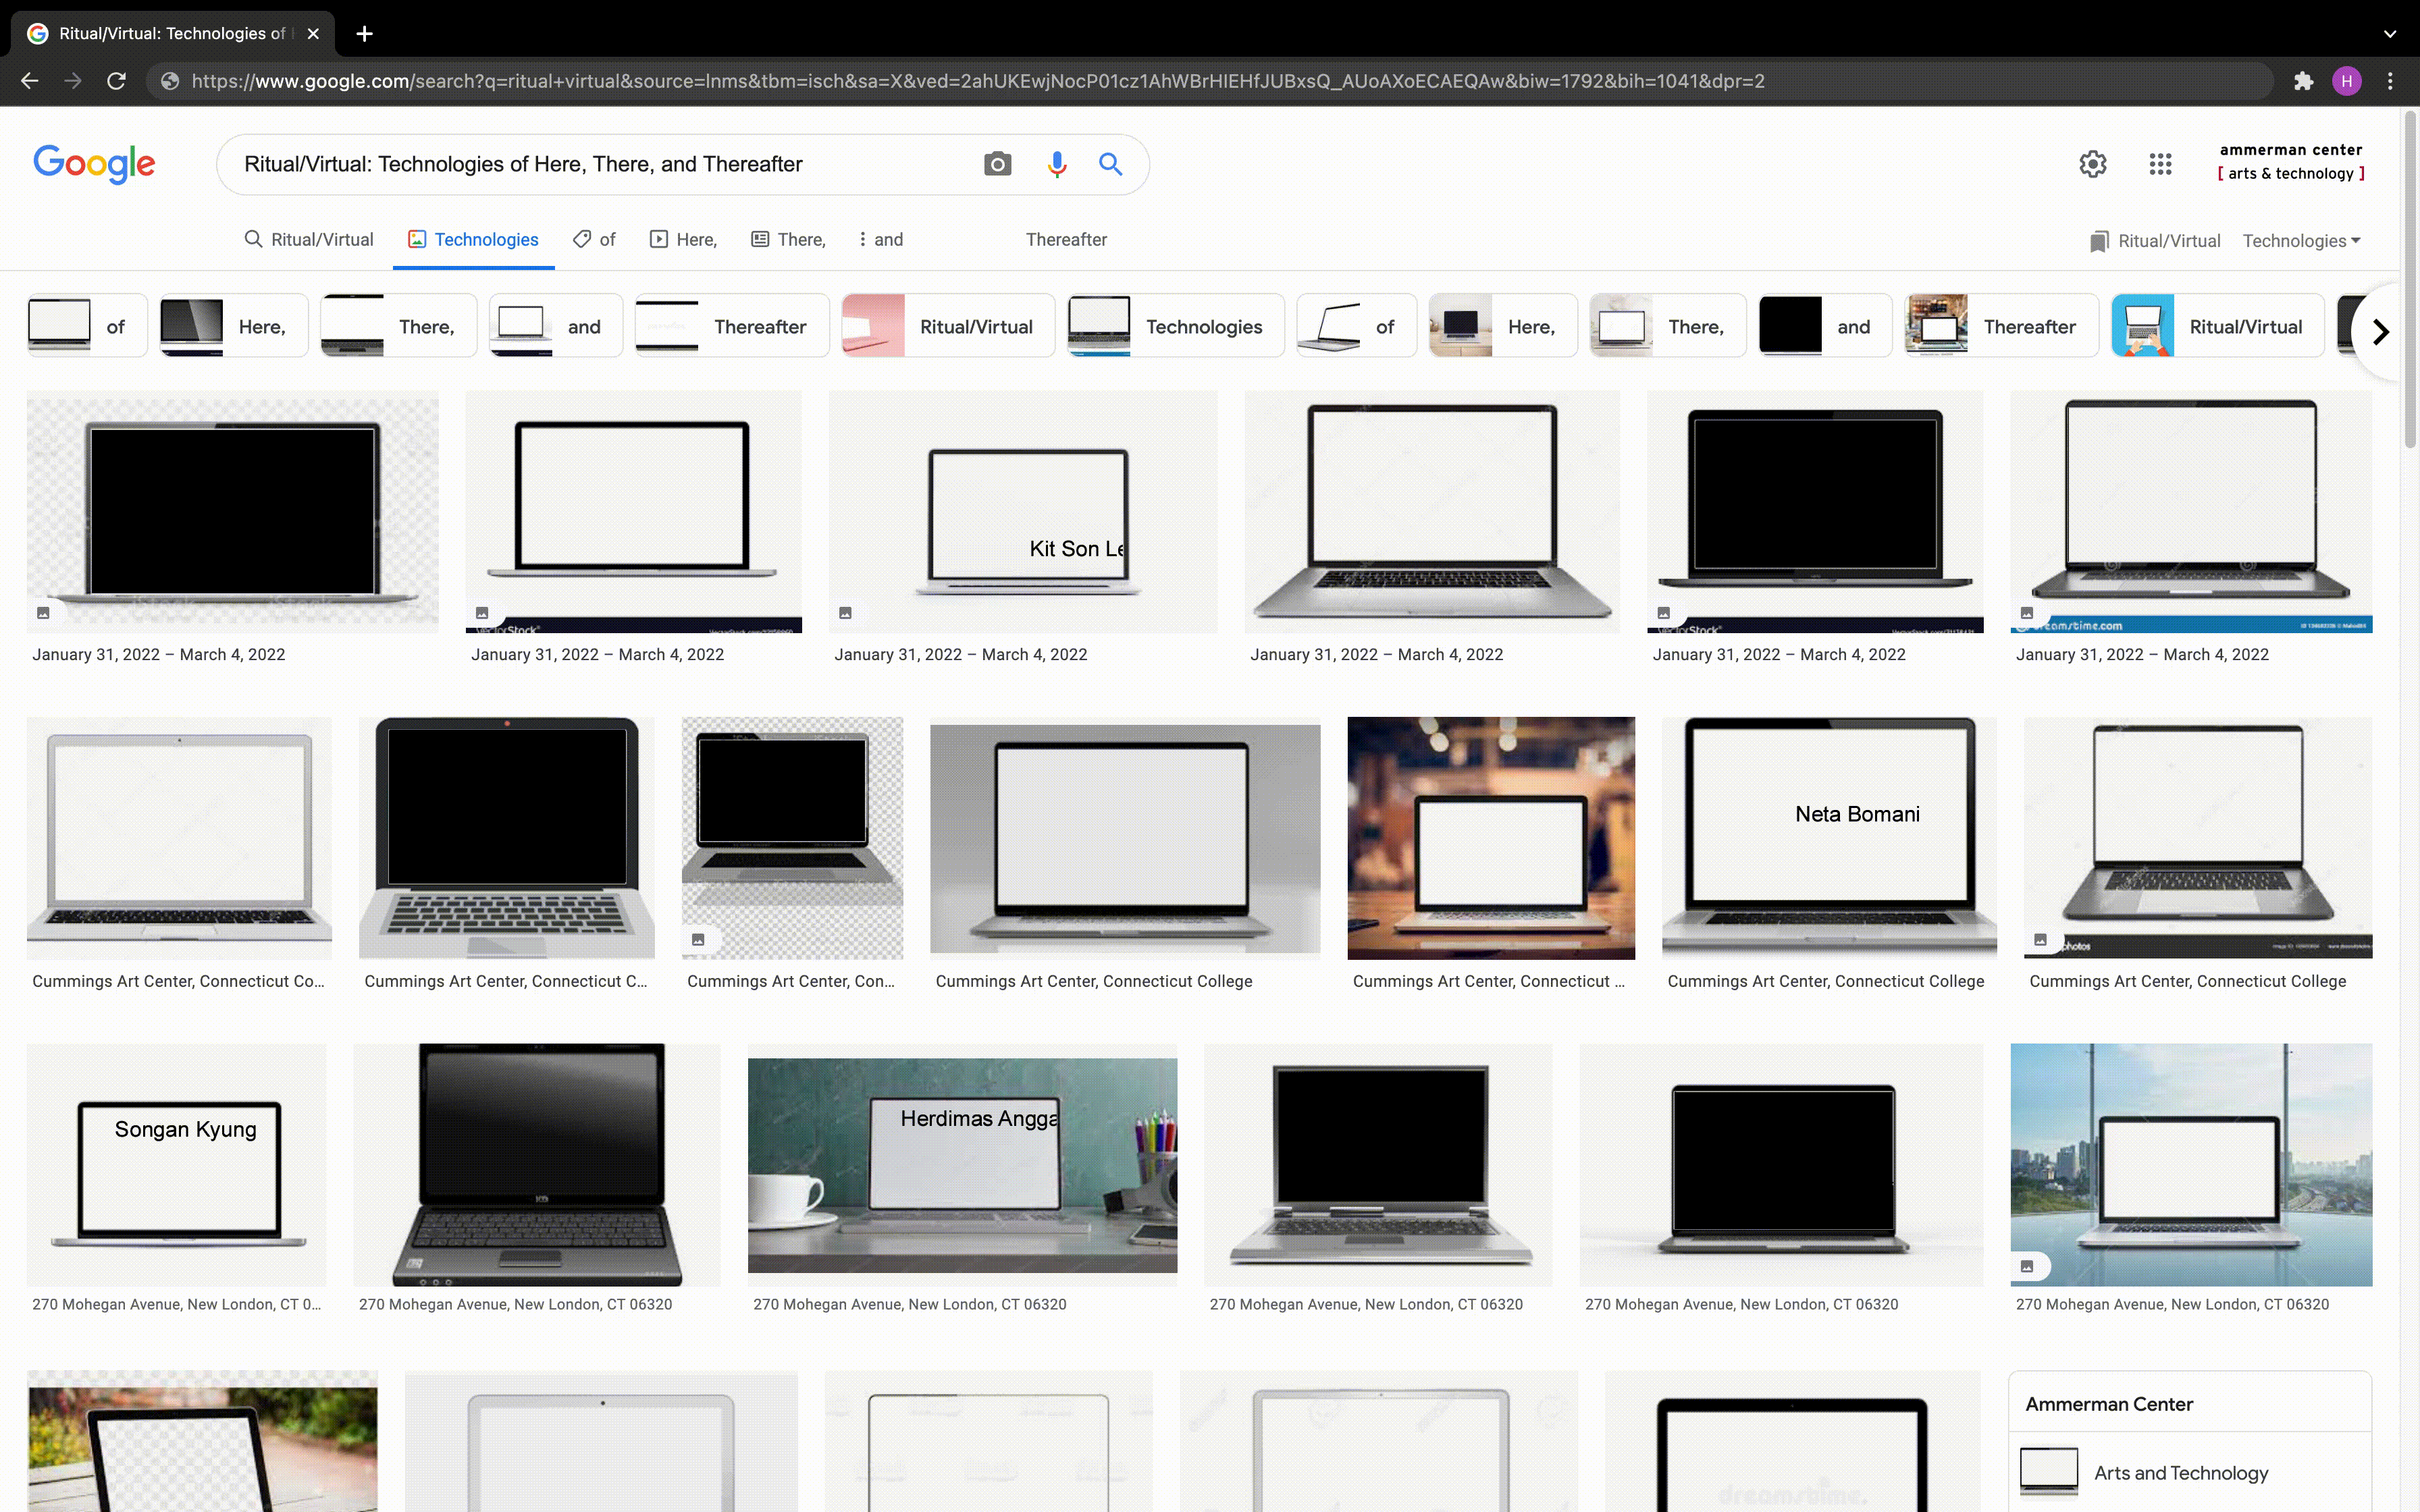 Ritual/Virtual: Technologies of
https://www.google.com/search?q=ritual+virtual&source=lnms&tbm=isch&sa=X&ved=2ahUKEwjNocP01cz1AhWBrHIEHfJUBxsQ_AUoAXoECAEQAw&biw=1792&bih=1041&dpr=2
H
Google
Ritual/Virtual: Technologies of Here, There, and Thereafter
ammerman center
[ arts & technology ]
Ritual/Virtual Technologies of Here, There, and Thereafter
Ritual/Virtual Technologies
of Here, There, and Thereafter Ritual/Virtual Technologies of Here, There, and Thereafter Ritual/Virtual
Kit Son Le
VectorStock
VectorStock
dreamstime.com
January 31, 2022 – March 4, 2022 January 31, 2022 – March 4, 2022 January 31, 2022 – March 4, 2022 January 31, 2022 – March 4, 2022 January 31, 2022 – March 4, 2022 January 31, 2022 – March 4, 2022
Neta Bomani
photos
Cummings Art Center, Connecticut Co... Cummings Art Center, Connecticut C... Cummings Art Center, Con... Cummings Art Center, Connecticut College Cummings Art Center, Connecticut ... Cummings Art Center, Connecticut College Cummings Art Center, Connecticut College
Songan Kyung
Herdimas Angga
270 Mohegan Avenue, New London, CT 0... 270 Mohegan Avenue, New London, CT 06320 270 Mohegan Avenue, New London, CT 06320 270 Mohegan Avenue, New London, CT 06320 270 Mohegan Avenue, New London, CT 06320 270 Mohegan Avenue, New London, CT 06320
Ammerman Center
Arts and Technology
dreamstime.